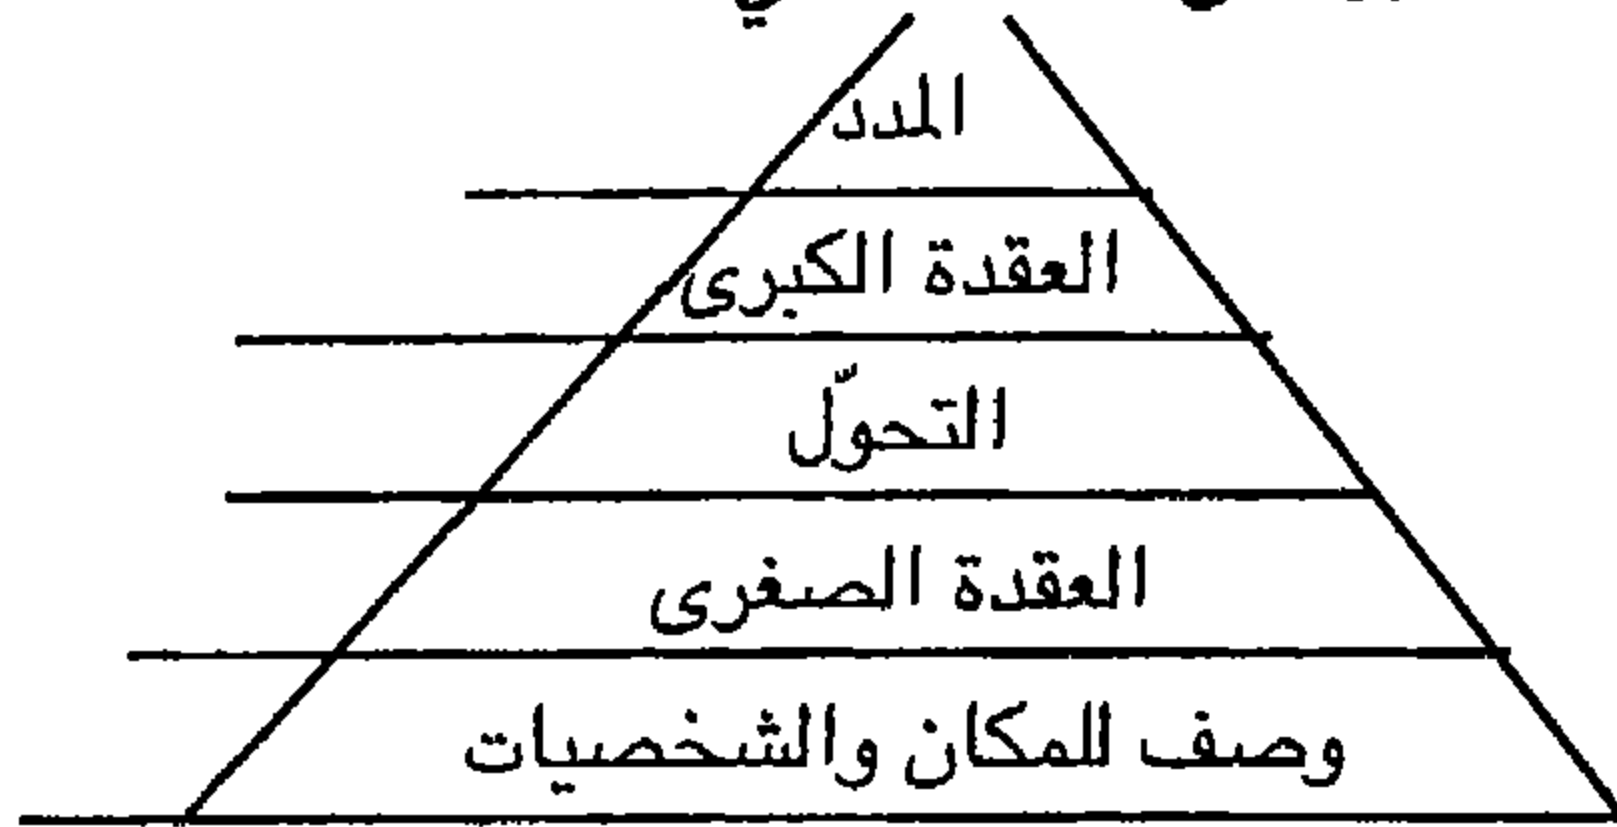 المدد
العقدة الكبرى
التحوّل
العقدة الصغرى
وصف للمكان والشخصيات